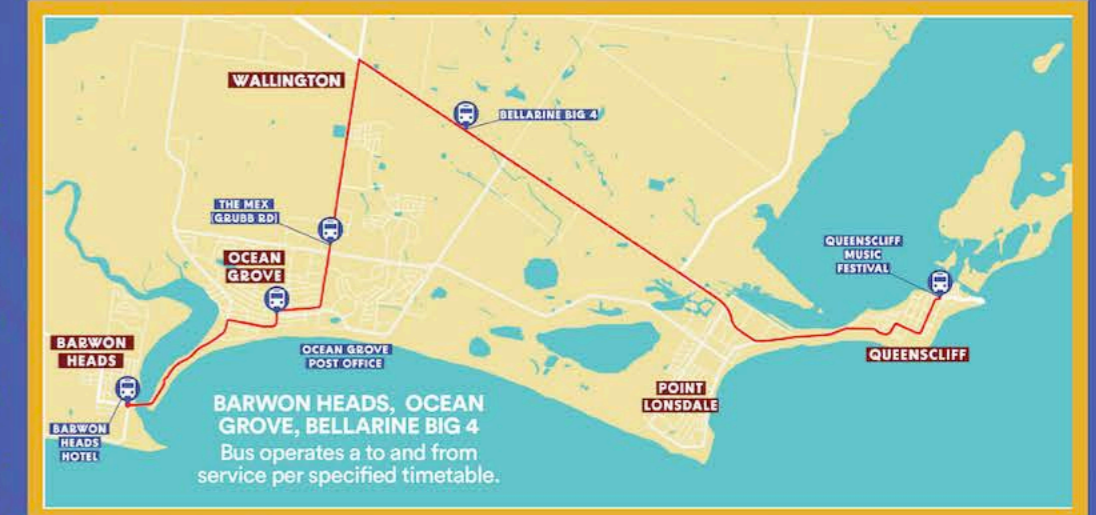 WALLINGTON
BELLARINE BIG 4
THE MEX
(GRUBB RD)
OCEAN
GROVE
QUEENSCLIFF
MUSIC
FESTIVAL
BARWON
HEADS
OCEAN GROVE
POST OFFICE
QUEENSCLIFF
POINT
LONSDALE
BARWON
HEADS
HOTEL
BARWON HEADS, OCEAN
GROVE, BELLARINE BIG 4
Bus operates a to and from
service per specified timetable.